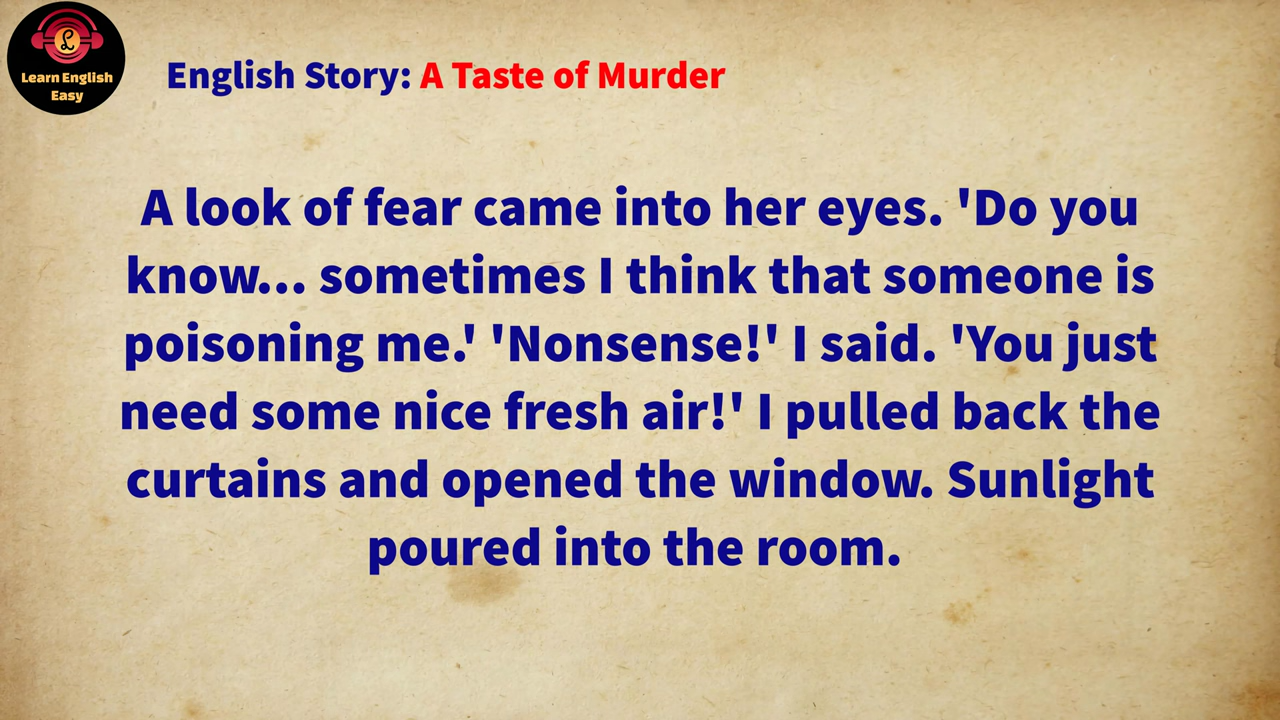 Learn English
Easy
English Story: A Taste of Murder
A look of fear came into her eyes. 'Do you
know... sometimes I think that someone is
poisoning me.' 'Nonsense!' I said. 'You just
need some nice fresh air!' I pulled back the
curtains and opened the window. Sunlight
poured into the room.